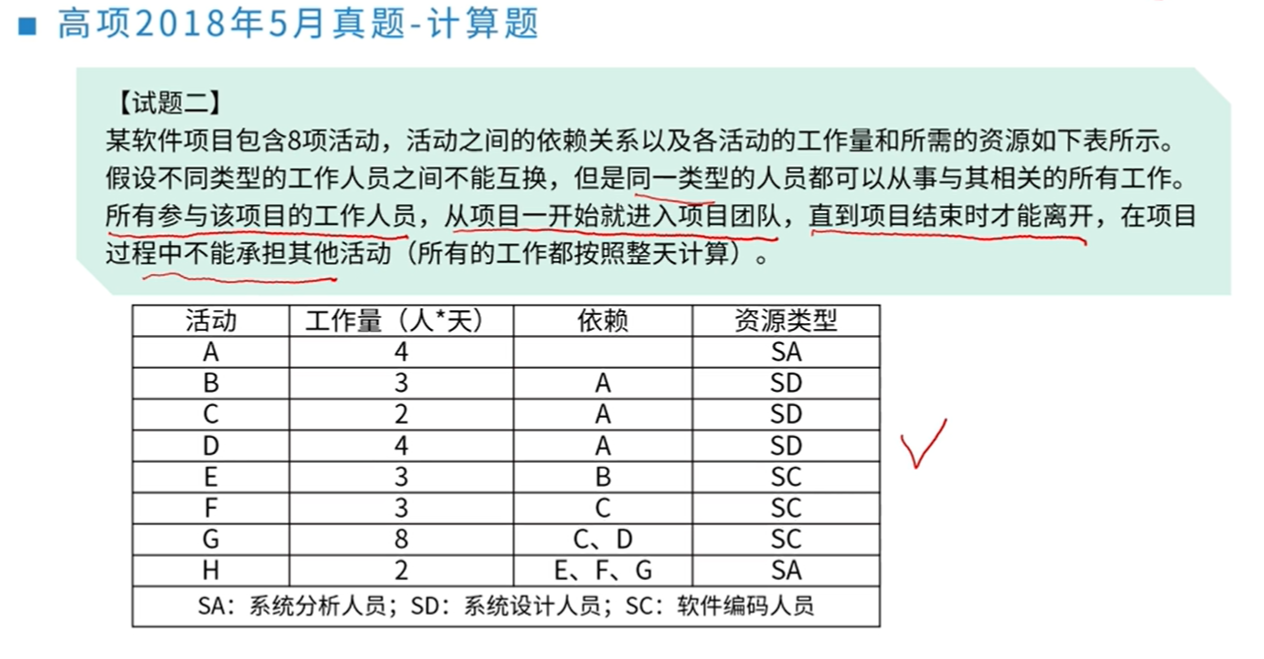 ■ 高项2018年5月真题-计算题
【试题二】
某软件项目包含8项活动，活动之间的依赖关系以及各活动的工作量和所需的资源如下表所示。
假设不同类型的工作人员之间不能互换，但是同一类型的人员都可以从事与其相关的所有工作。
所有参与该项目的工作人员，从项目一开始就进入项目团队，直到项目结束时才能离开，在项目
过程中不能承担其他活动（所有的工作都按照整天计算）。
活动 工作量（人*天） 依赖 资源类型
A 4 SA
B 3 A SD
C 2 A SD
D 4 A SD
E 3 B SC
F 3 C SC
G 8 C、D SC
H 2 E、F、G SA
SA：系统分析人员；SD：系统设计人员；SC：软件编码人员